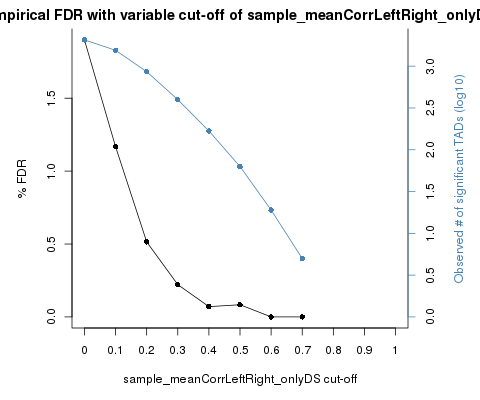 mpirical FDR with variable cut-off of sample_meanCorrLeftRight_onlyD
% FDR
0.0 0.5 1.0 1.5
0.0 0.5 1.0 1.5 2.0 2.5 3.0
Observed # of significant TADs (log10)
0 0.1 0.2 0.3 0.4 0.5 0.6 0.7 0.8 0.9 1
sample_meanCorrLeftRight_onlyDS cut-off